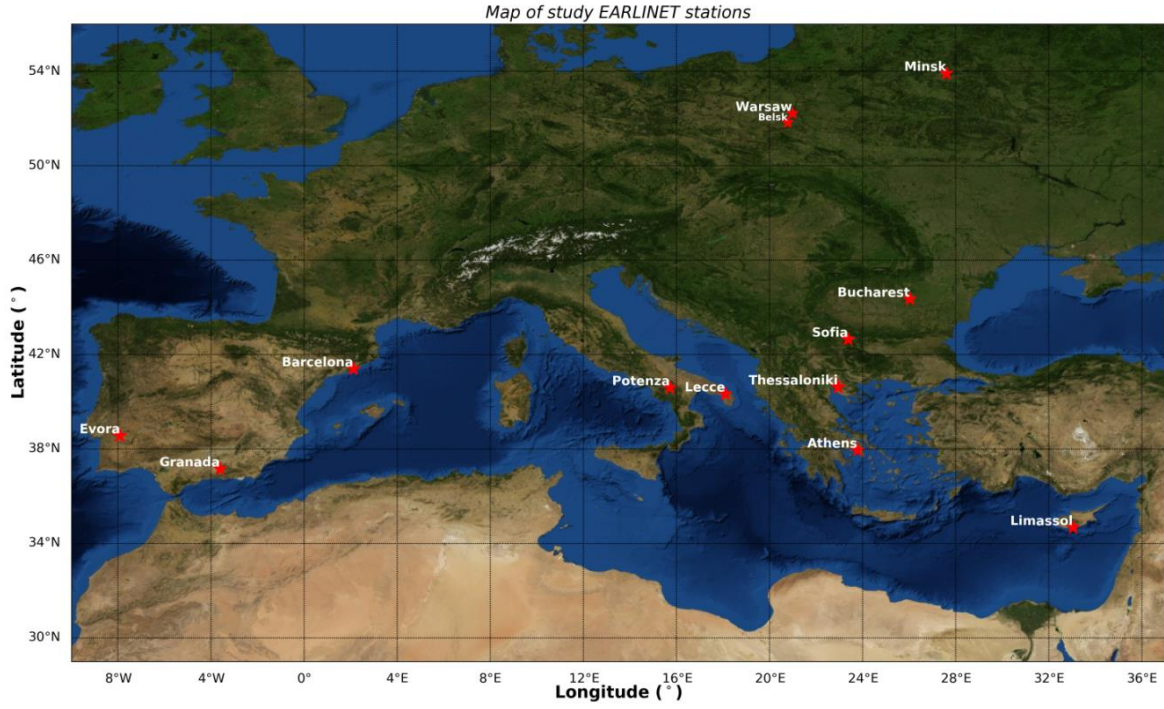 Map of study EARLINET stations
54°N
Minsk
Warsaw
Belsk
50°N
46°N
Bucharest
Sofia
42°N
Barcelona
Potenza
Lecce
Thessaloniki
Evora
38°N
Athens
Granada
Limassol
34°N
30°N
Latitude (°)
8°W 4°W 0° 4°E 8°E 12°E 16°E 20°E 24°E 28°E 32°E 36°E
Longitude (°)